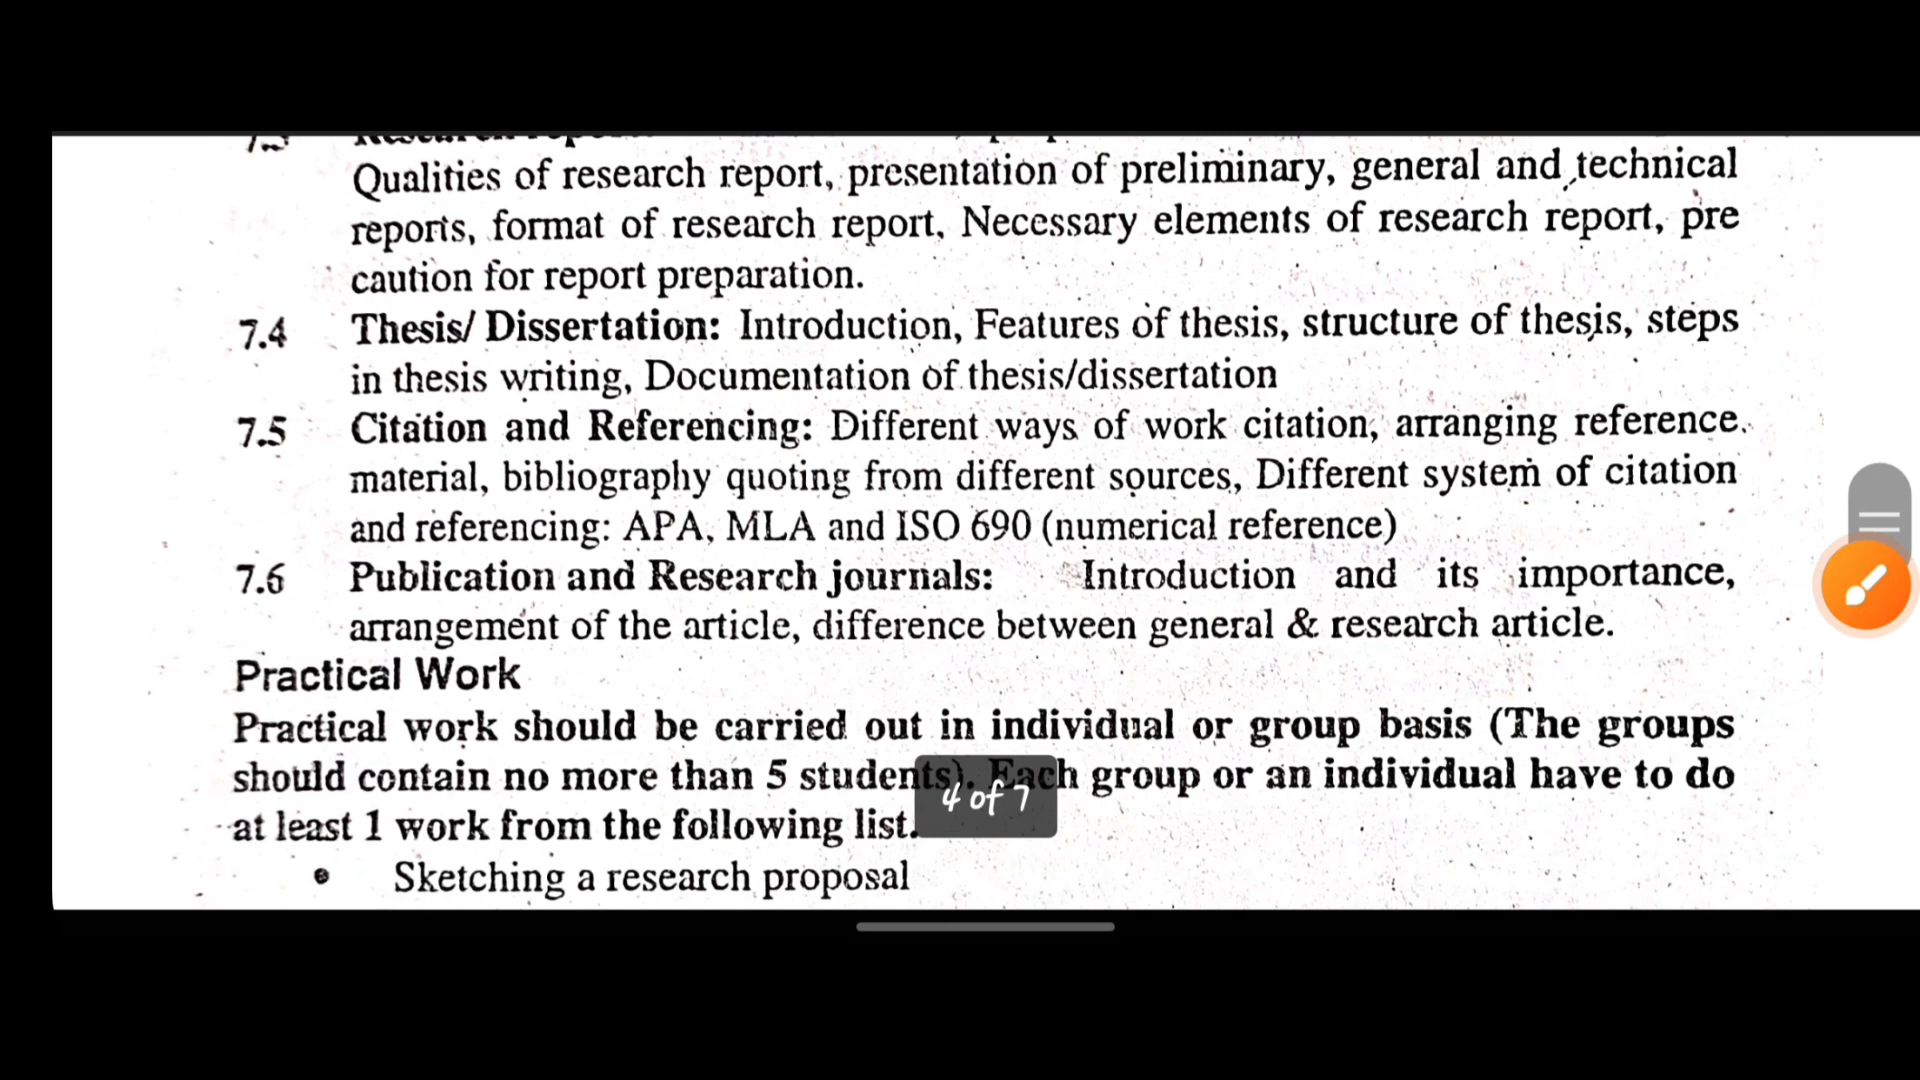 Qualities of research report, presentation of preliminary, general and technical
reports, format of research report, Necessary elements of research report, pre
caution for report preparation.
7.4 Thesis/ Dissertation: Introduction, Features of thesis, structure of thesis, steps
in thesis writing, Documentation of thesis/dissertation
7.5 Citation and Referencing: Different ways of work citation, arranging reference
material, bibliography quoting from different sources, Different system of citation
and referencing: APA, MLA and ISO 690 (numerical reference)
7.6 Publication and Research journals: Introduction and its importance,
arrangement of the article, difference between general & research article.
Practical Work
Practical work should be carried out in individual or group basis (The groups
should contain no more than 5 students). Each group or an individual have to do
at least 1 work from the following list.
4 of 7
• Sketching a research proposal